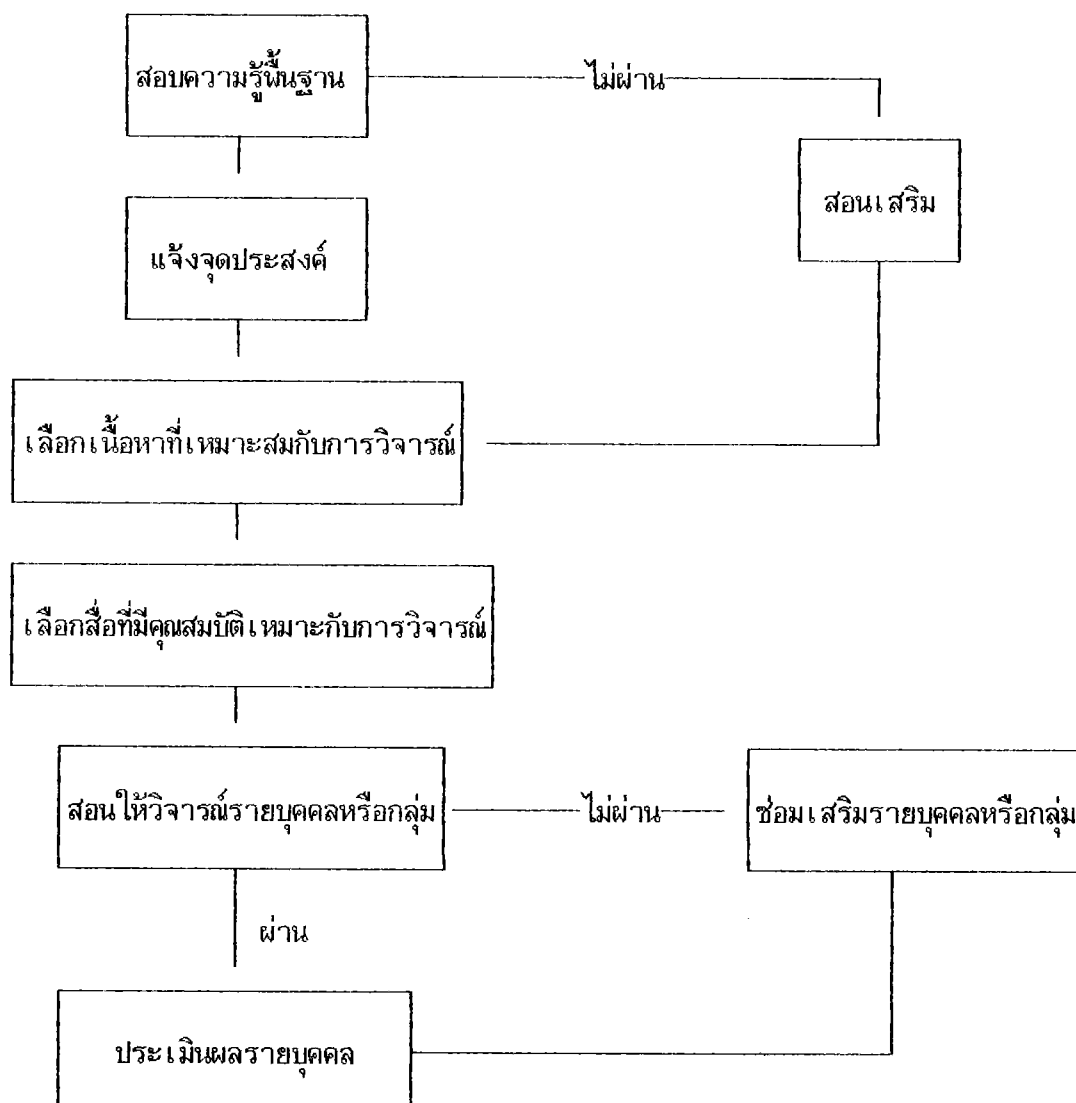 สอบความรู้พื้นฐาน
ไม่ผ่าน
สอนเสริม
แจ้งจุดประสงค์
เลือกเนื้อหาที่เหมาะสมกับการวิจารณ์
เลือกสื่อที่มีคุณสมบัติเหมาะกับการวิจารณ์
สอนให้วิจารณ์รายบุคคลหรือกลุ่ม
ไม่ผ่าน
ซ่อมเสริมรายบุคคลหรือกลุ่ม
ผ่าน
ประเมินผลรายบุคคล